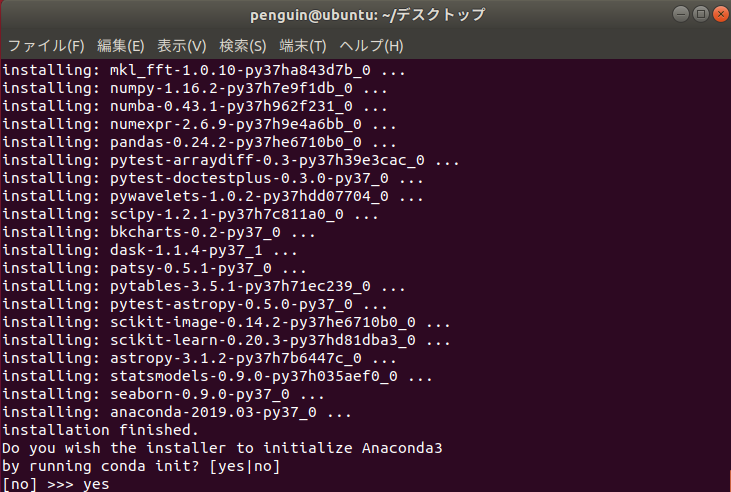 penguin@ubuntu: ~/デスクトップ
ファイル(F) 編集(E) 表示(V) 検索(S) 端末(T) ヘルプ(H)
installing: mkl_fft-1.0.10-py37ha843d7b_0 ...
installing: numpy-1.16.2-py37h7e9f1db_0 ...
installing: numba-0.43.1-py37h962f231_0 ...
installing: numexpr-2.6.9-py37h9e4a6bb_0 ...
installing: pandas-0.24.2-py37he6710b0_0 ...
installing: pytest-arraydiff-0.3-py37h39e3cac_0 ...
installing: pytest-doctestplus-0.3.0-py37_0 ...
installing: pywavelets-1.0.2-py37hdd07704_0 ...
installing: scipy-1.2.1-py37h7c811a0_0 ...
installing: bkcharts-0.2-py37_0 ...
installing: dask-1.1.4-py37_1 ...
installing: patsy-0.5.1-py37_0 ...
installing: pytables-3.5.1-py37h71ec239_0 ...
installing: pytest-astropy-0.5.0-py37_0 ...
installing: scikit-image-0.14.2-py37he6710b0_0 ...
installing: scikit-learn-0.20.3-py37hd81dba3_0 ...
installing: astropy-3.1.2-py37h7b6447c_0 ...
installing: statsmodels-0.9.0-py37h035aef0_0 ...
installing: seaborn-0.9.0-py37_0 ...
installing: anaconda-2019.03-py37_0 ...
installation finished.
Do you wish the installer to initialize Anaconda3
by running conda init? [yes|no]
[no] >>> yes